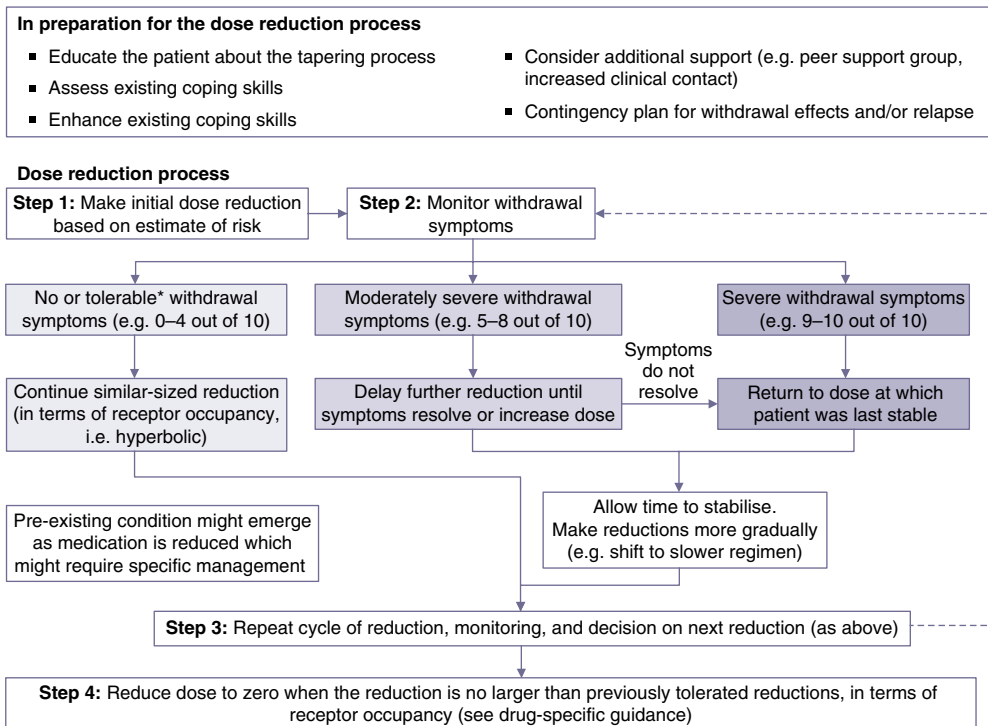 In preparation for the dose reduction process
▪ Educate the patient about the tapering process
▪ Assess existing coping skills
▪ Enhance existing coping skills
▪ Consider additional support (e.g. peer support group,
increased clinical contact)
▪ Contingency plan for withdrawal effects and/or relapse
Dose reduction process
Step 1: Make initial dose reduction
based on estimate of risk
Step 2: Monitor withdrawal
symptoms
No or tolerable* withdrawal
symptoms (e.g. 0–4 out of 10)
Moderately severe withdrawal
symptoms (e.g. 5–8 out of 10)
Severe withdrawal symptoms
(e.g. 9–10 out of 10)
Continue similar-sized reduction
(in terms of receptor occupancy,
i.e. hyperbolic)
Delay further reduction until
symptoms resolve or increase dose
Symptoms
do not
resolve
Return to dose at which
patient was last stable
Pre-existing condition might emerge
as medication is reduced which
might require specific management
Allow time to stabilise.
Make reductions more gradually
(e.g. shift to slower regimen)
Step 3: Repeat cycle of reduction, monitoring, and decision on next reduction (as above)
Step 4: Reduce dose to zero when the reduction is no larger than previously tolerated reductions, in terms of
receptor occupancy (see drug-specific guidance)